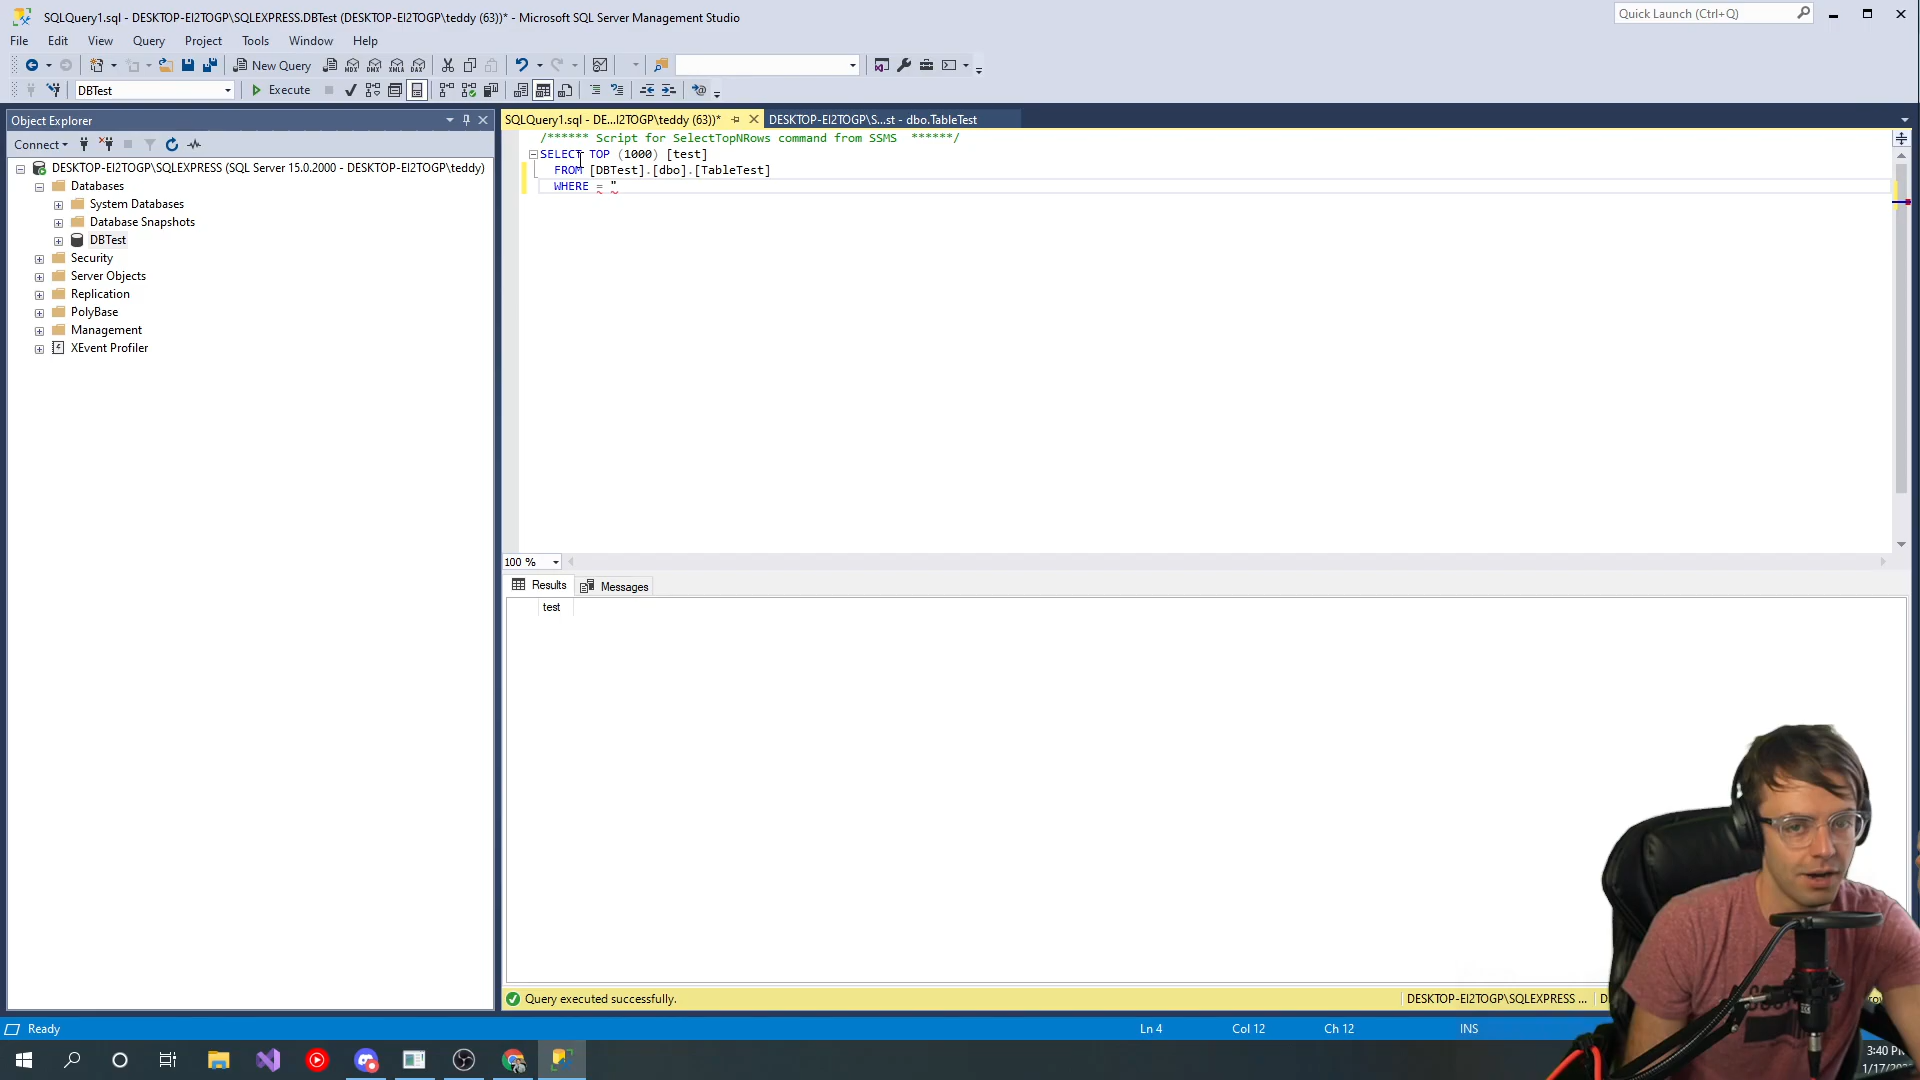 SQLQuery1.sql - DESKTOP-EI2TOGP\SQLEXPRESS.DBTest (DESKTOP-EI2TOGP\teddy (63))* - Microsoft SQL Server Management Studio
Quick Launch (Ctrl+Q)
File Edit View Query Project Tools Window Help
New Query
DBTest
Execute
Object Explorer
Connect
DESKTOP-EI2TOGP\SQLEXPRESS (SQL Server 15.0.2000 - DESKTOP-EI2TOGP\teddy)
Databases
System Databases
Database Snapshots
DBTest
Security
Server Objects
Replication
PolyBase
Management
XEvent Profiler
SQLQuery1.sql - DE...I2TOGP\teddy (63))*
DESKTOP-EI2TOGP\S...st - dbo.TableTest
/****** Script for SelectTopNRows command from SSMS ******/
SELECT TOP (1000) [test]
FROM [DBTest].[dbo].[TableTest]
WHERE = "
100 %
Results
Messages
test
Query executed successfully.
DESKTOP-EI2TOGP\SQLEXPRESS ...
Ready
Ln 4
Col 12
Ch 12
INS
3:40